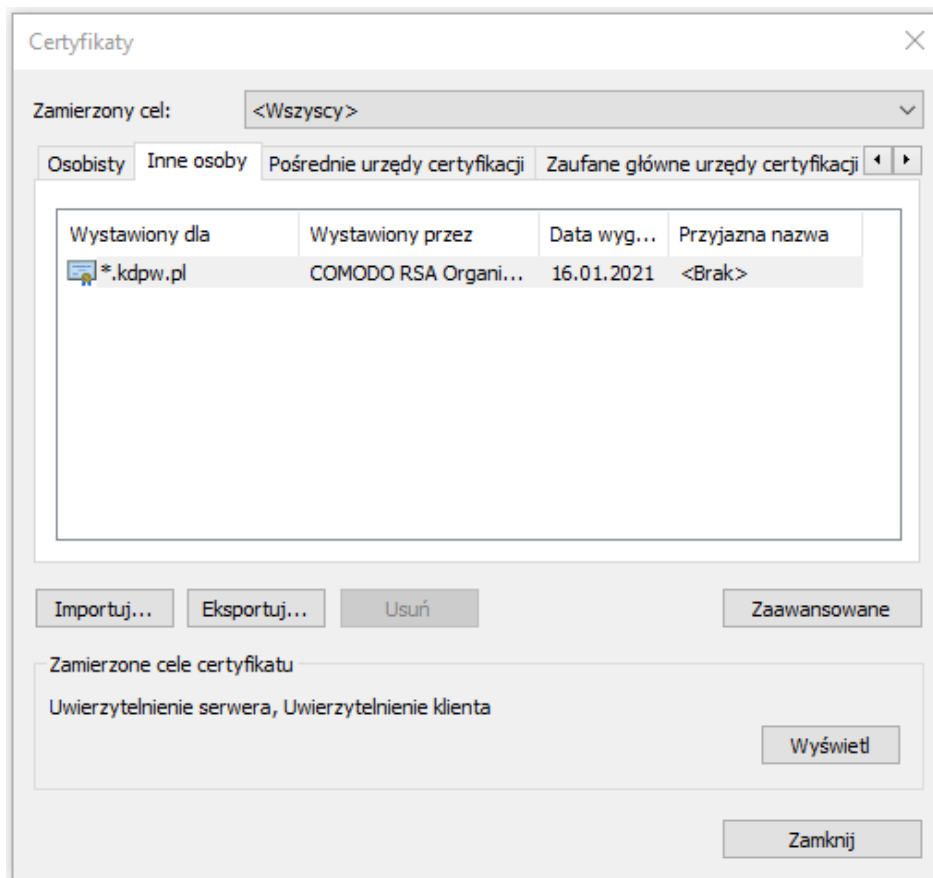 Certyfikaty
Zamierzony cel: <Wszyscy>
Osobisty Inne osoby Pośrednie urzędy certyfikacji Zaufane główne urzędy certyfikacji
Wystawiony dla Wystawiony przez Data wyg... Przyjazna nazwa
*.kdpw.pl COMODO RSA Organi... 16.01.2021 <Brak>
Importuj... Eksportuj... Usuń Zaawansowane
Zamierzone cele certyfikatu
Uwierzytelnienie serwera, Uwierzytelnienie klienta
Wyświetl
Zamknij